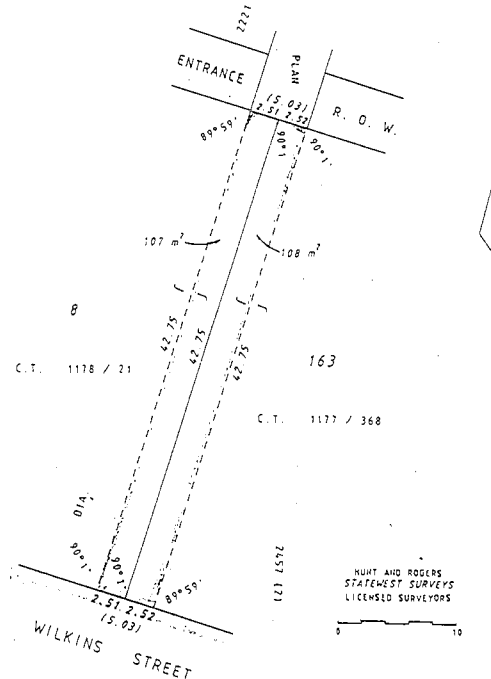 2221
PLAN
ENTRANCE
R. O. W.
(5.03)
2.51 2.52
89°59'
90°1'
90°1'
107 m²
108 m²
8
42.75
42.75
42.75
163
C.T. 1178 / 21
C.T. 1177 / 368
DIA.
90°1'
90°1'
89°59'
2.51 2.52
(5.03)
WILKINS STREET
2457 (2)
HUNT AND ROGERS
STATEWEST SURVEYS
LICENSED SURVEYORS
0 10